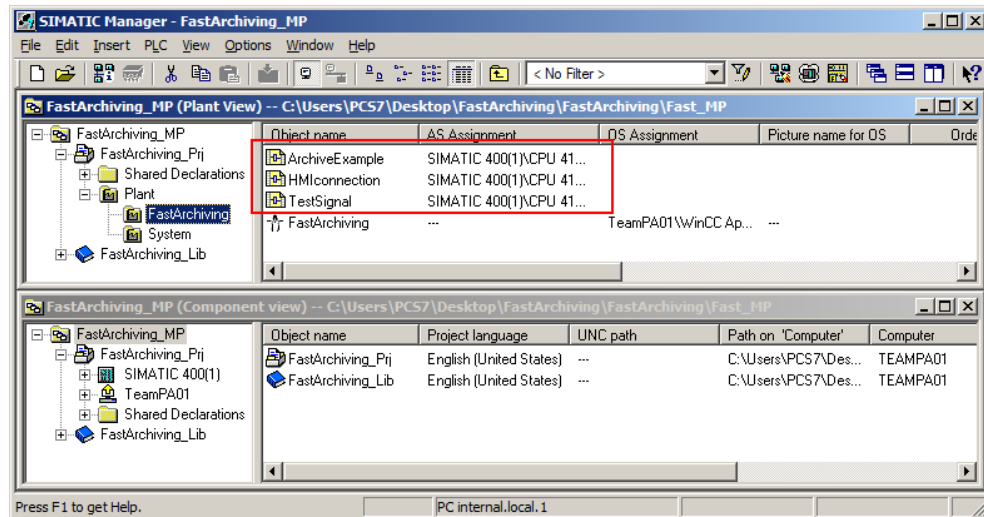 SIMATIC Manager - FastArchiving_MP
File Edit Insert PLC View Options Window Help
< No Filter >
FastArchiving_MP (Plant View) -- C:\Users\PCS7\Desktop\FastArchiving\FastArchiving\Fast_MP
FastArchiving_MP
FastArchiving_Prj
Shared Declarations
Plant
FastArchiving
System
FastArchiving_Lib
Object name AS Assignment OS Assignment Picture name for OS Orde
ArchiveExample SIMATIC 400(1)\CPU 41...
HMIconnection SIMATIC 400(1)\CPU 41...
TestSignal SIMATIC 400(1)\CPU 41...
FastArchiving --- TeamPA01\WinCC Ap... ---
FastArchiving_MP (Component view) -- C:\Users\PCS7\Desktop\FastArchiving\FastArchiving\Fast_MP
FastArchiving_MP
FastArchiving_Prj
SIMATIC 400(1)
TeamPA01
Shared Declarations
FastArchiving_Lib
Object name Project language UNC path Path on 'Computer' Computer
FastArchiving_Prj English (United States) --- C:\Users\PCS7\Des... TEAMPA01
FastArchiving_Lib English (United States) --- C:\Users\PCS7\Des... TEAMPA01
Press F1 to get Help. PC internal.local.1